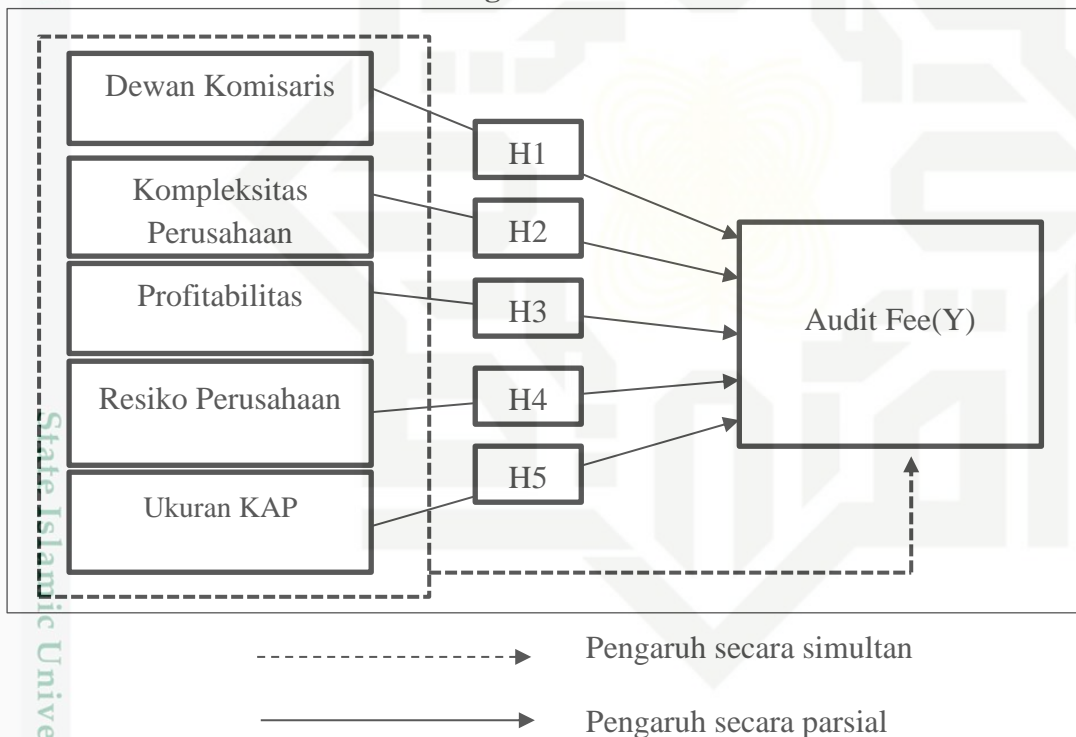 Dewan Komisaris
H1
Kompleksitas
Perusahaan
H2
Profitabilitas
H3
Audit Fee(Y)
Resiko Perusahaan
H4
Ukuran KAP
H5
Pengaruh secara simultan
Pengaruh secara parsial
State Islamic Unive